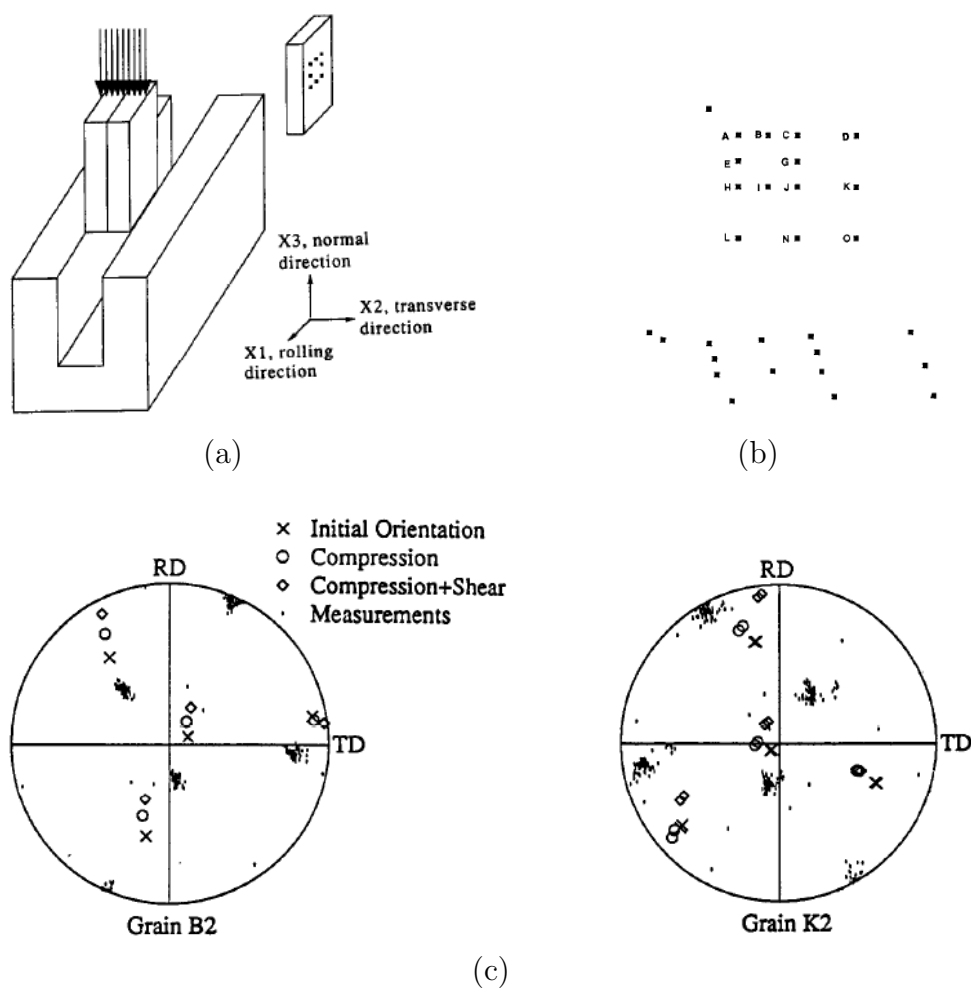 X3, normal
direction
X2, transverse
direction
X1, rolling
direction
(a)
A B C D
E G
H I J K
L N O
(b)
× Initial Orientation
○ Compression
◇ Compression+Shear
· Measurements
RD
TD
Grain B2
RD
TD
Grain K2
(c)